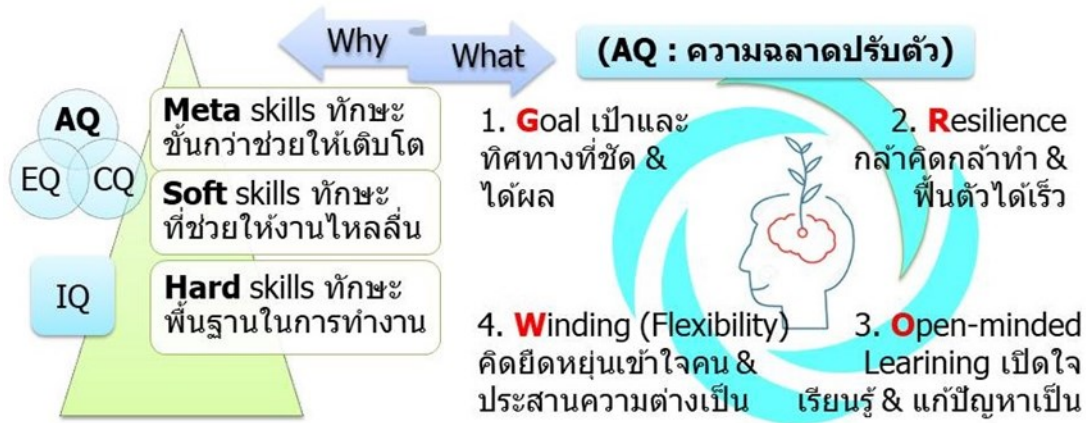 Why
What
(AQ : ความฉลาดปรับตัว)
AQ
EQ CQ
IQ
Meta skills ทักษะ
ขั้นกว่าช่วยให้เติบโต
Soft skills ทักษะ
ที่ช่วยให้งานไหลลื่น
Hard skills ทักษะ
พื้นฐานในการทำงาน
1. Goal เป้าและ
ทิศทางที่ชัด &
ได้ผล
2. Resilience
กล้าคิดกล้าทำ &
ฟื้นตัวได้เร็ว
3. Open-minded
Learining เปิดใจ
เรียนรู้ & แก้ปัญหาเป็น
4. Winding (Flexibility)
คิดยืดหยุ่นเข้าใจคน &
ประสานความต่างเป็น